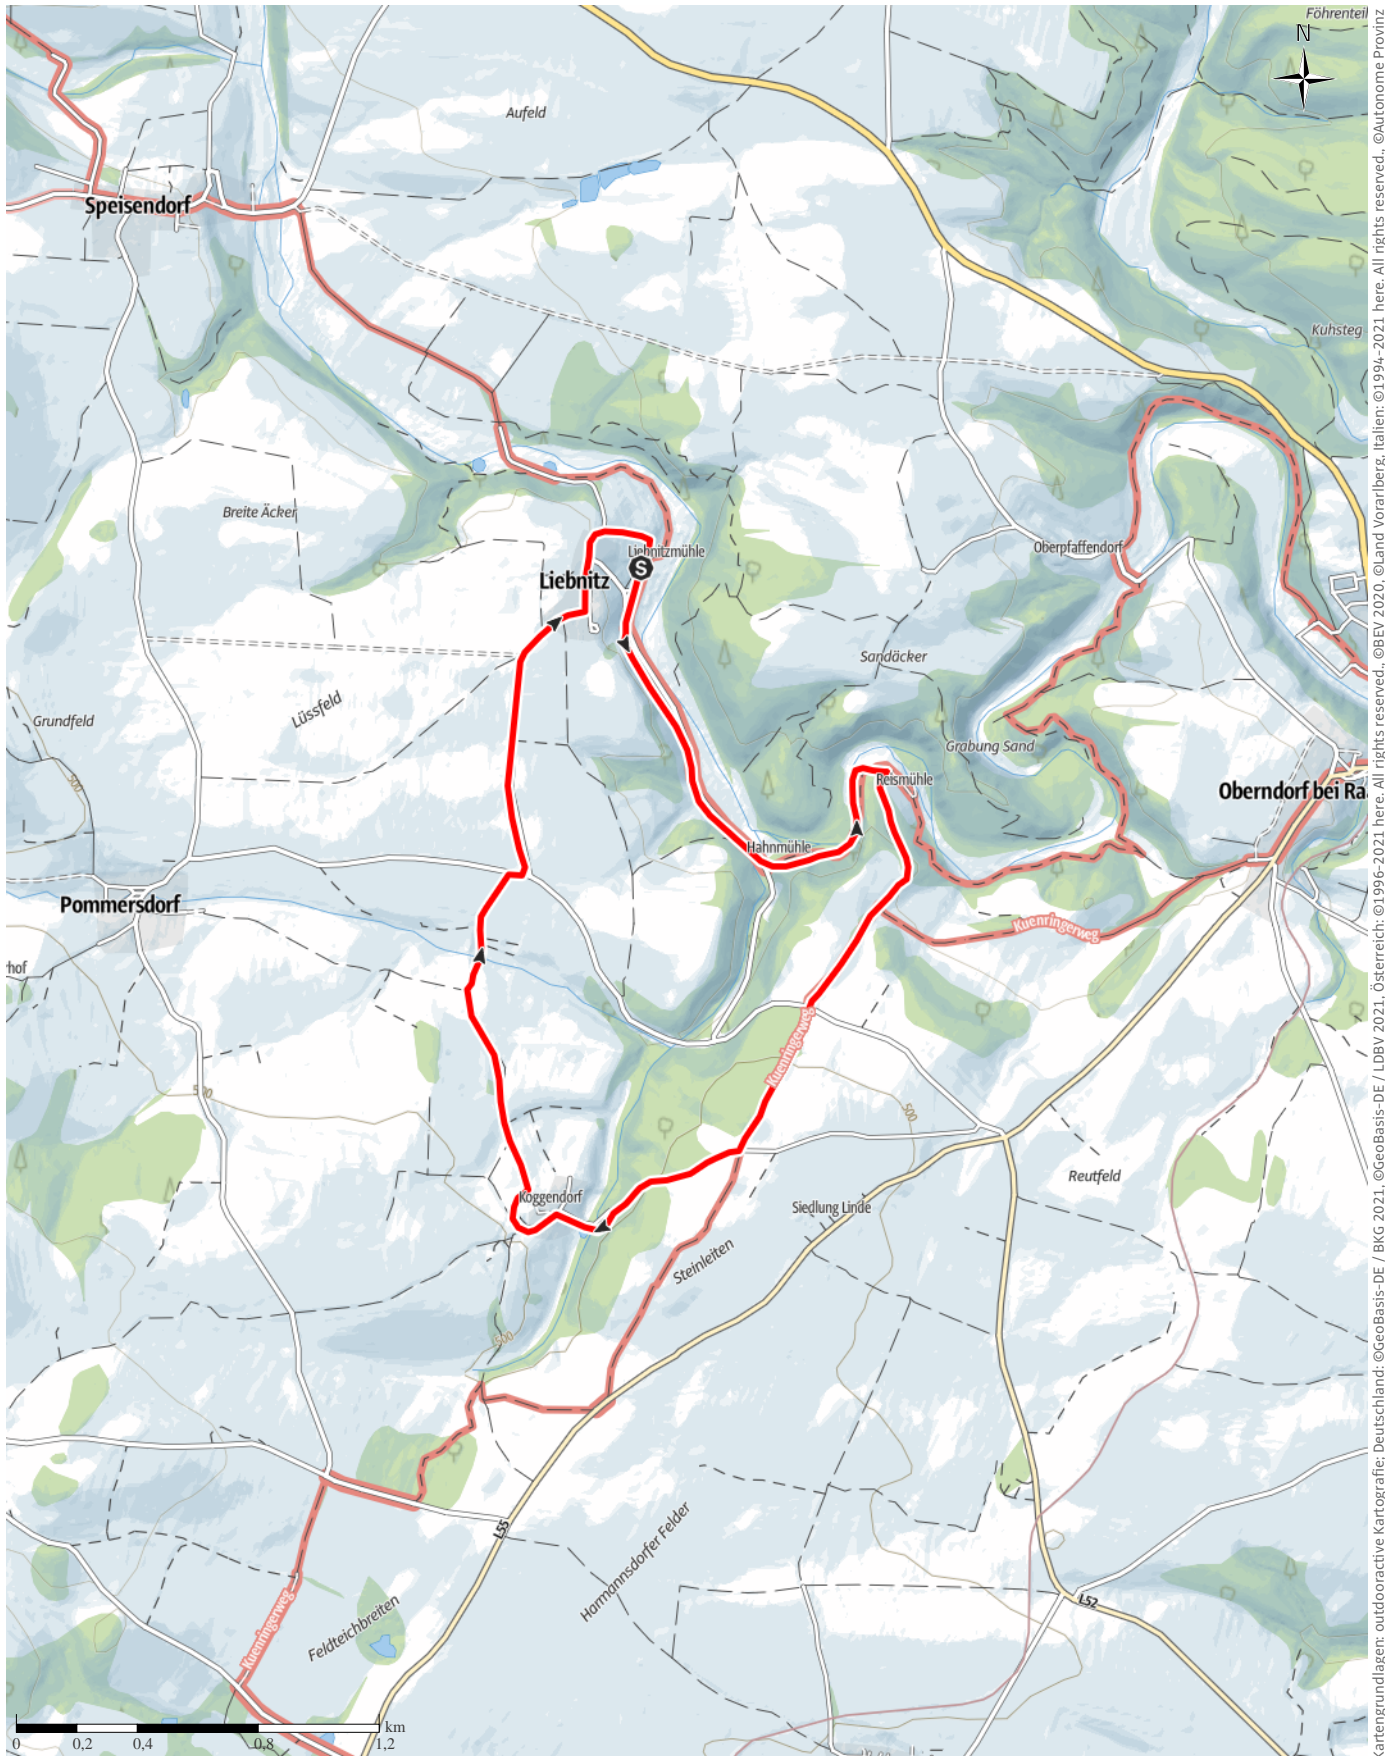 Föhrenteil
N
Aufeld
Speisendorf
Kuhsteg
Breite Äcker
Oberpfaffendorf
Liebnitzmühle
S
Liebnitz
Sandäcker
Lüssfeld
Grundfeld
Grabung Sand
500
Reismühle
Oberndorf bei Raa
Hahnmühle
Pommersdorf
Kuenringerweg
rhof
Kuenringerweg
500
500
Reutfeld
Koggendorf
Siedlung Linde
Steinleiten
500
L55
Harmannsdorfer Felder
L52
Feldteichbreiten
Kuenringerweg
km
0 0,2 0,4 0,8 1,2
artengrundlagen: outdooractive Kartografie; Deutschland: ©GeoBasis-DE / BKG 2021, ©GeoBasis-DE / LDBV 2021, Österreich: ©1996-2021 here. All rights reserved., ©BEV 2020, ©Land Vorarlberg, Italien: ©1994-2021 here. All rights reserved., ©Autonome Provinz